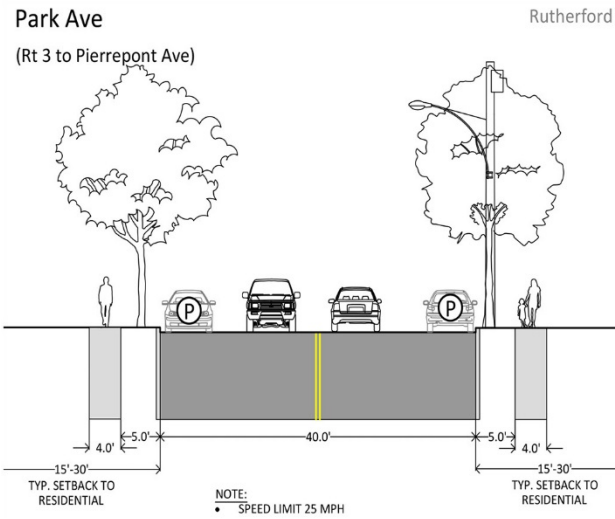 Park Ave
Rutherford
(Rt 3 to Pierrepont Ave)
P
P
5.0'
40.0'
5.0'
4.0'
4.0'
15'-30'
15'-30'
TYP. SETBACK TO
RESIDENTIAL
TYP. SETBACK TO
RESIDENTIAL
NOTE:
• SPEED LIMIT 25 MPH